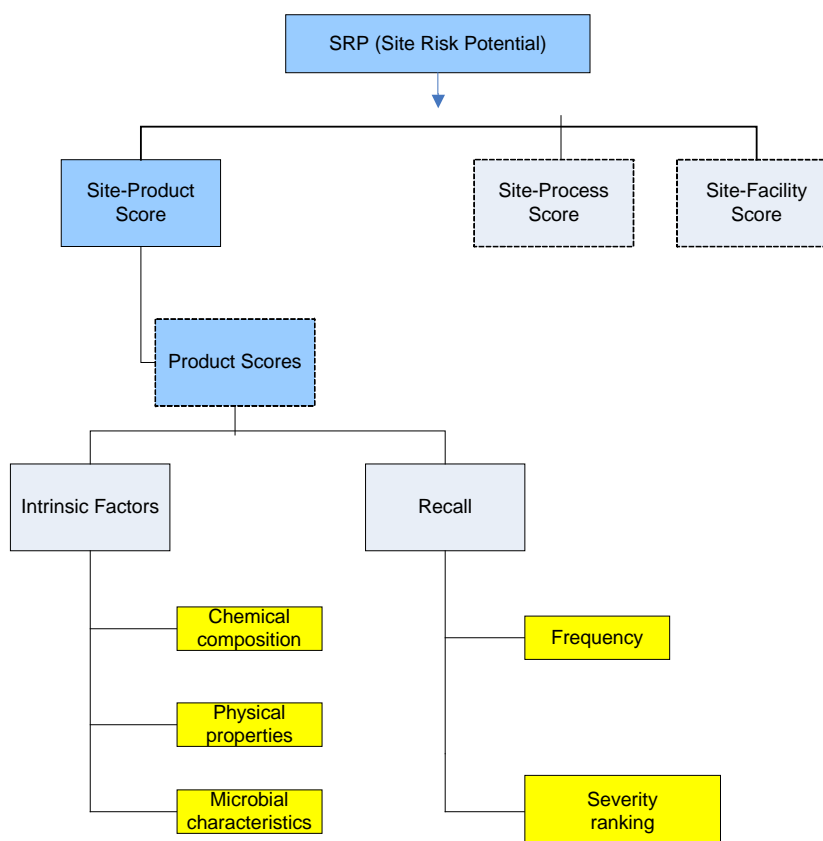 SRP (Site Risk Potential)
Site-Product
Score
Site-Process
Score
Site-Facility
Score
Product Scores
Intrinsic Factors
Recall
Chemical
composition
Frequency
Physical
properties
Microbial
characteristics
Severity
ranking